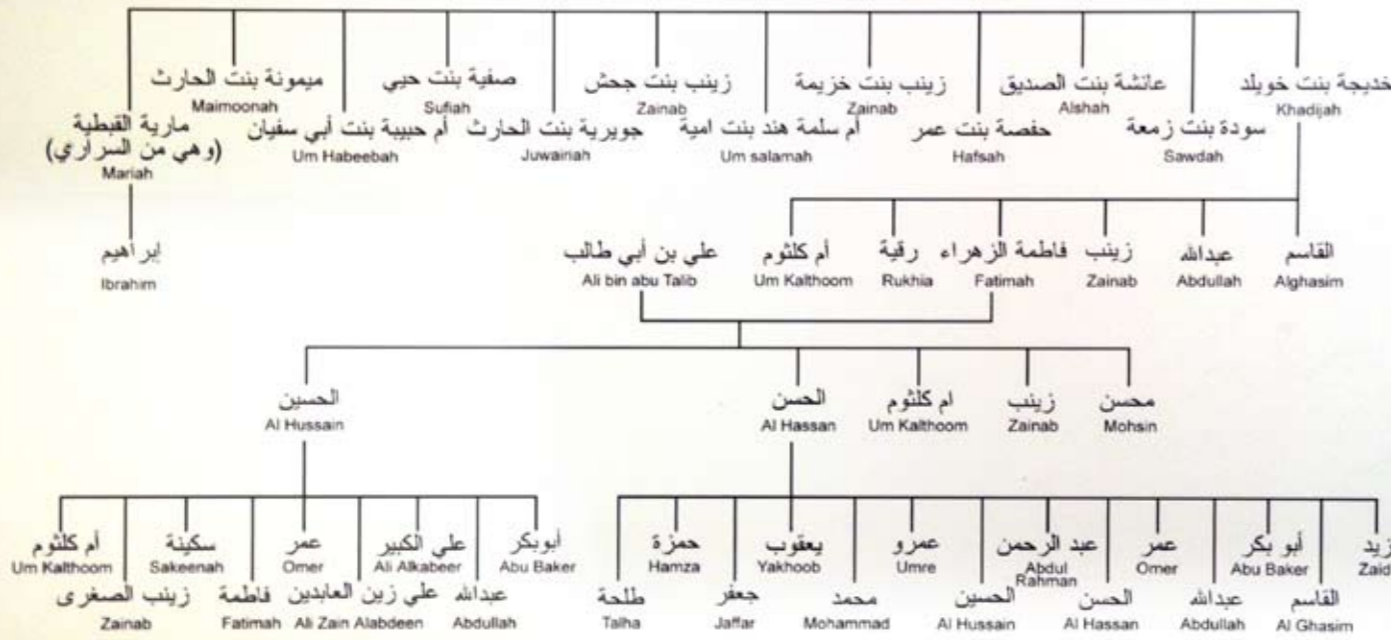 ميمونة بنت الحارث
Maimoonah
صفية بنت حيي
Sufiah
زينب بنت جحش
Zainab
زينب بنت خزيمة
Zainab
عائشة بنت الصديق
Alshah
خديجة بنت خويلد
Khadijah
مارية القبطية
(وهي من السراري)
Mariah
أم حبيبة بنت أبي سفيان
Um Habeebah
جويرية بنت الحارث
Juwairiah
أم سلمة هند بنت امية
Um salamah
حفصة بنت عمر
Hafsah
سودة بنت زمعة
Sawdah
إبراهيم
Ibrahim
علي بن أبي طالب
Ali bin abu Talib
أم كلثوم
Um Kalthoom
رقية
Rukhia
فاطمة الزهراء
Fatimah
زينب
Zainab
عبدالله
Abdullah
القاسم
Alghasim
الحسين
Al Hussain
الحسن
Al Hassan
ام كلثوم
Um Kalthoom
زينب
Zainab
محسن
Mohsin
أم كلثوم
Um Kalthoom
سكينة
Sakeenah
عمر
Omer
علي الكبير
Ali Alkabeer
أبوبكر
Abu Baker
حمزة
Hamza
يعقوب
Yakhoob
عمرو
Umre
عبد الرحمن
Abdul
Rahman
عمر
Omer
أبو بكر
Abu Baker
زيد
Zaid
زينب الصغرى
Zainab
فاطمة
Fatimah
علي زين العابدين
Ali Zain Alabdeen
عبدالله
Abdullah
طلحة
Talha
جعفر
Jaffar
محمد
Mohammad
الحسين
Al Hussain
الحسن
Al Hassan
عبدالله
Abdullah
القاسم
Al Ghasim